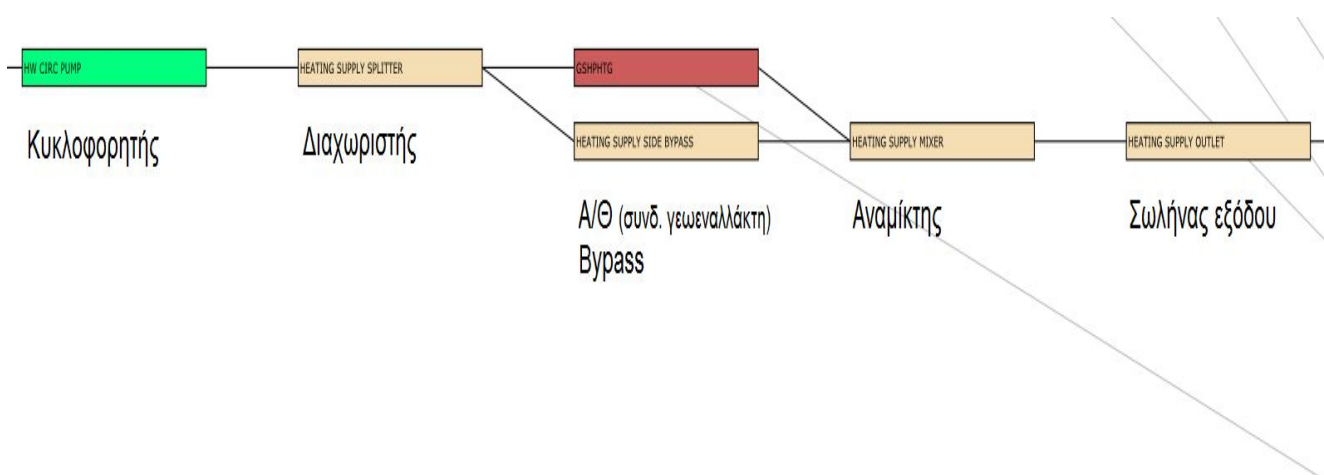 HW CIRC PUMP
HEATING SUPPLY SPLITTER
GSHPHTG
HEATING SUPPLY SIDE BYPASS
HEATING SUPPLY MIXER
HEATING SUPPLY OUTLET
Κυκλοφορητής
Διαχωριστής
Α/Θ (συνδ. γεωεναλλάκτη)
Bypass
Αναμίκτης
Σωλήνας εξόδου